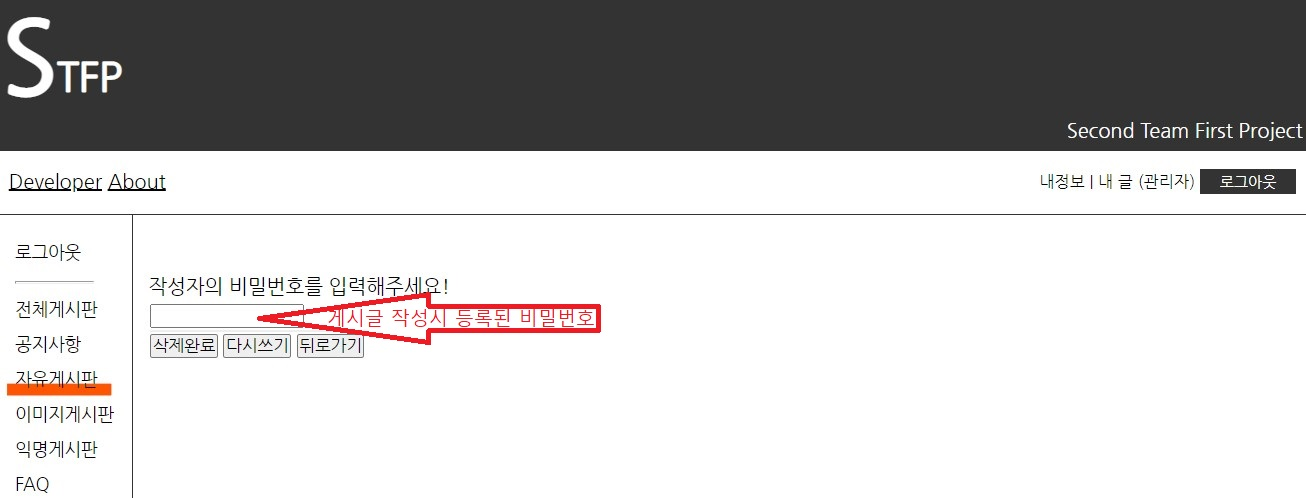 STFP
Second Team First Project
Developer About
내정보 | 내 글 (관리자) 로그아웃
로그아웃
전체게시판
공지사항
자유게시판
이미지게시판
익명게시판
FAQ
작성자의 비밀번호를 입력해주세요!
게시글 작성시 등록된 비밀번호
삭제완료 다시쓰기 뒤로가기